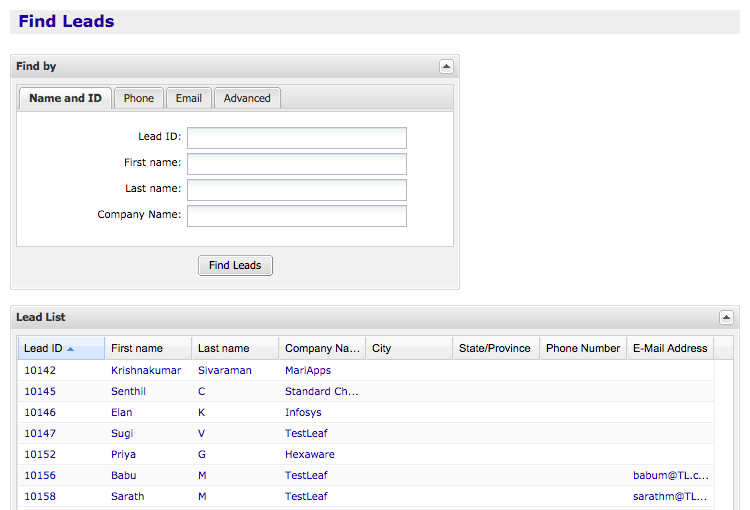 Find Leads
Find by
Name and ID Phone Email Advanced
Lead ID:
First name:
Last name:
Company Name:
Find Leads
Lead List
Lead ID First name Last name Company Na... City State/Province Phone Number E-Mail Address
10142 Krishnakumar Sivaraman MariApps
10145 Senthil C Standard Ch...
10146 Elan K Infosys
10147 Sugi V TestLeaf
10152 Priya G Hexaware
10156 Babu M TestLeaf babum@TL.c...
10158 Sarath M TestLeaf sarathm@TL...